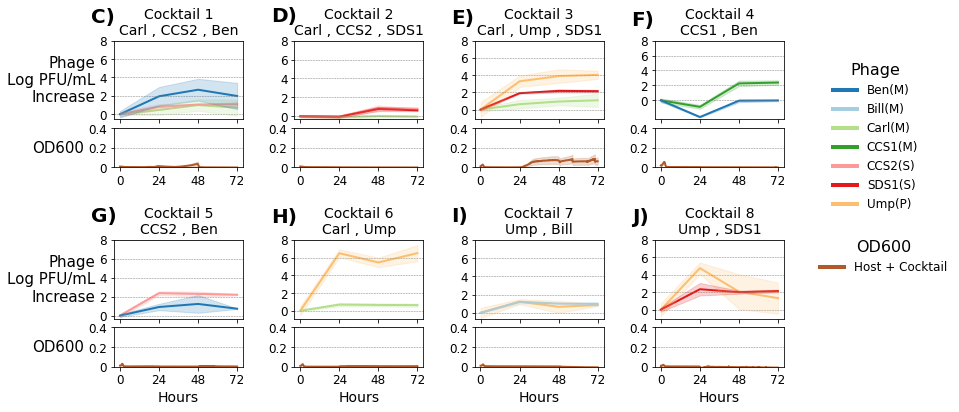 C) Cocktail 1
Carl , CCS2 , Ben
D) Cocktail 2
Carl , CCS2 , SDS1
E) Cocktail 3
Carl , Ump , SDS1
F) Cocktail 4
CCS1 , Ben
Phage
Log PFU/mL
Increase
8
6
4
2
0
8
6
4
2
0
8
6
4
2
0
8
6
4
2
0
OD600
0.4
0.2
0
0.4
0.2
0
0.4
0.2
0
0.4
0.2
0
0 24 48 72
0 24 48 72
0 24 48 72
0 24 48 72
G) Cocktail 5
CCS2 , Ben
H) Cocktail 6
Carl , Ump
I) Cocktail 7
Ump , Bill
J) Cocktail 8
Ump , SDS1
Phage
Log PFU/mL
Increase
8
6
4
2
0
8
6
4
2
0
8
6
4
2
0
8
6
4
2
0
OD600
0.4
0.2
0
0.4
0.2
0
0.4
0.2
0
0.4
0.2
0
0 24 48 72
0 24 48 72
0 24 48 72
0 24 48 72
Hours
Hours
Hours
Hours
Phage
Ben(M)
Bill(M)
Carl(M)
CCS1(M)
CCS2(S)
SDS1(S)
Ump(P)
OD600
Host + Cocktail